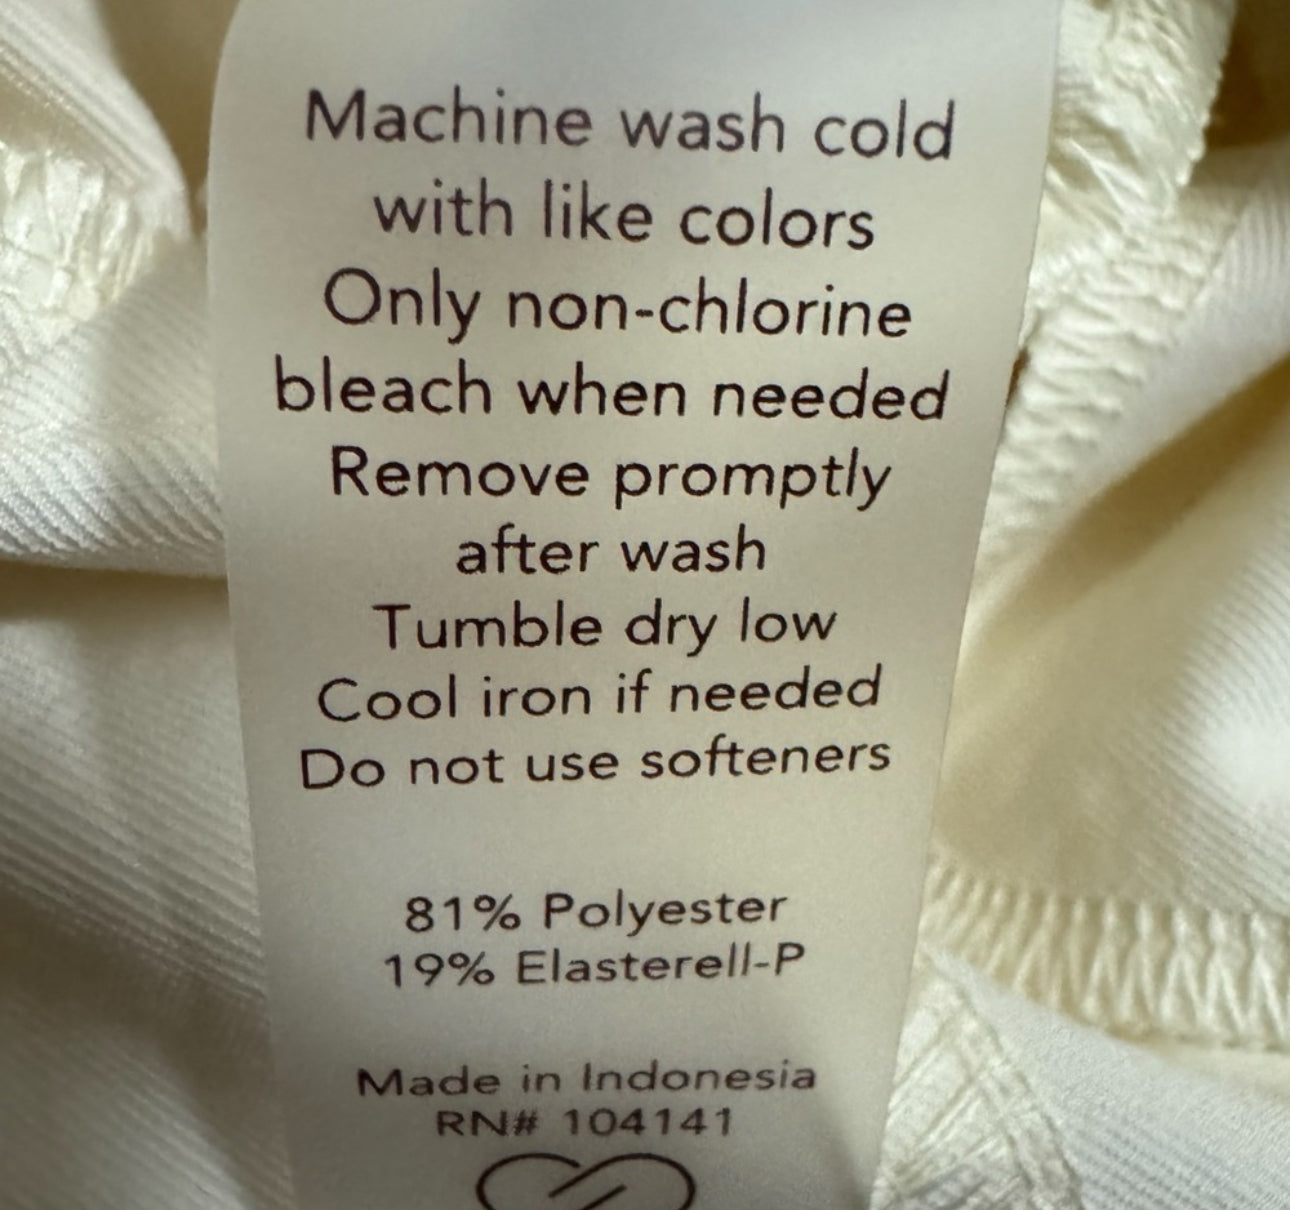 Machine wash cold
with like colors
Only non-chlorine
bleach when needed
Remove promptly
after wash
Tumble dry low
Cool iron if needed
Do not use softeners
81% Polyester
19% Elasterell-P
Made in Indonesia
RN# 104141